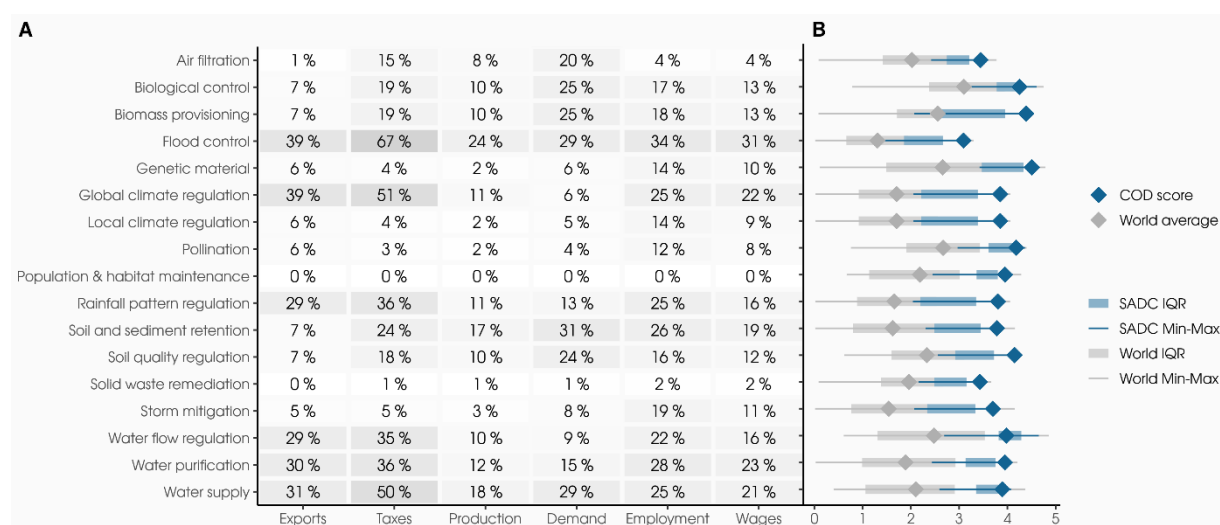 A
B
Air filtration 1 % 15 % 8 % 20 % 4 % 4 %
Biological control 7 % 19 % 10 % 25 % 17 % 13 %
Biomass provisioning 7 % 19 % 10 % 25 % 18 % 13 %
Flood control 39 % 67 % 24 % 29 % 34 % 31 %
Genetic material 6 % 4 % 2 % 6 % 14 % 10 %
Global climate regulation 39 % 51 % 11 % 6 % 25 % 22 %
Local climate regulation 6 % 4 % 2 % 5 % 14 % 9 %
Pollination 6 % 3 % 2 % 4 % 12 % 8 %
Population & habitat maintenance 0 % 0 % 0 % 0 % 0 % 0 %
Rainfall pattern regulation 29 % 36 % 11 % 13 % 25 % 16 %
Soil and sediment retention 7 % 24 % 17 % 31 % 26 % 19 %
Soil quality regulation 7 % 18 % 10 % 24 % 16 % 12 %
Solid waste remediation 0 % 1 % 1 % 1 % 2 % 2 %
Storm mitigation 5 % 5 % 3 % 8 % 19 % 11 %
Water flow regulation 29 % 35 % 10 % 9 % 22 % 16 %
Water purification 30 % 36 % 12 % 15 % 28 % 23 %
Water supply 31 % 50 % 18 % 29 % 25 % 21 %
Exports Taxes Production Demand Employment Wages
0 1 2 3 4 5
COD score
World average
SADC IQR
SADC Min-Max
World IQR
World Min-Max